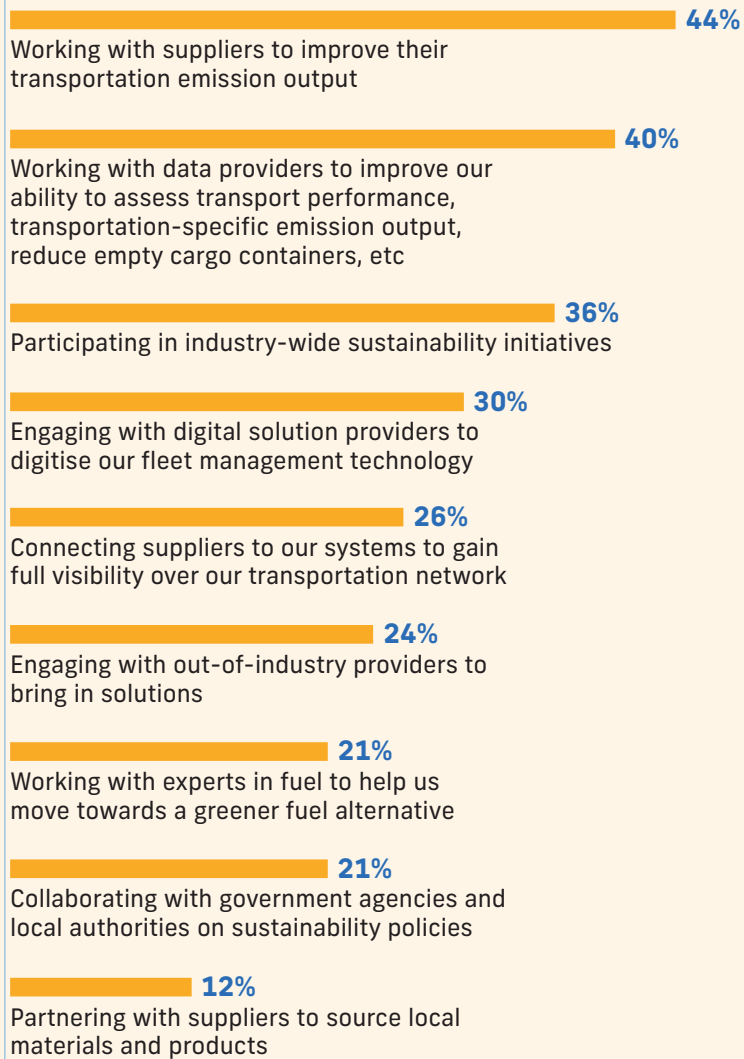 44%
Working with suppliers to improve their
transportation emission output
40%
Working with data providers to improve our
ability to assess transport performance,
transportation-specific emission output,
reduce empty cargo containers, etc
36%
Participating in industry-wide sustainability initiatives
30%
Engaging with digital solution providers to
digitise our fleet management technology
26%
Connecting suppliers to our systems to gain
full visibility over our transportation network
24%
Engaging with out-of-industry providers to
bring in solutions
21%
Working with experts in fuel to help us
move towards a greener fuel alternative
21%
Collaborating with government agencies and
local authorities on sustainability policies
12%
Partnering with suppliers to source local
materials and products